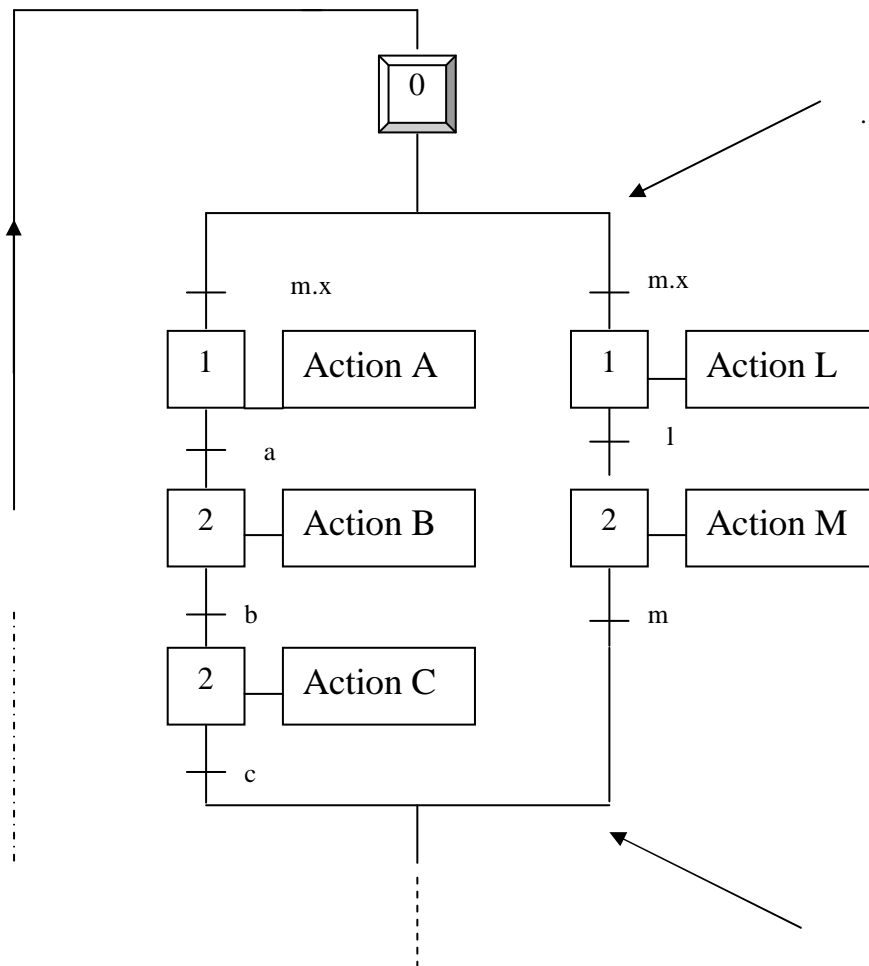 0
.
m.x
m.x
1
Action A
1
Action L
a
l
2
Action B
2
Action M
b
m
2
Action C
c